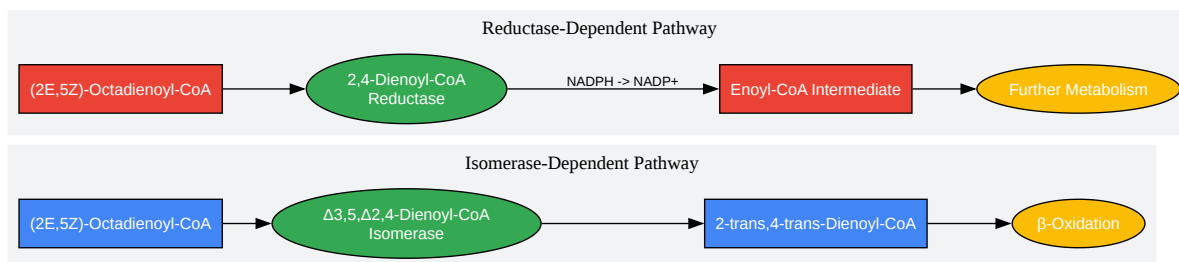 Reductase-Dependent Pathway
(2E,5Z)-Octadienoyl-CoA
2,4-Dienoyl-CoA
Reductase
NADPH -> NADP+
Enoyl-CoA Intermediate
Further Metabolism
Isomerase-Dependent Pathway
(2E,5Z)-Octadienoyl-CoA
Δ3,5,Δ2,4-Dienoyl-CoA
Isomerase
2-trans,4-trans-Dienoyl-CoA
β-Oxidation